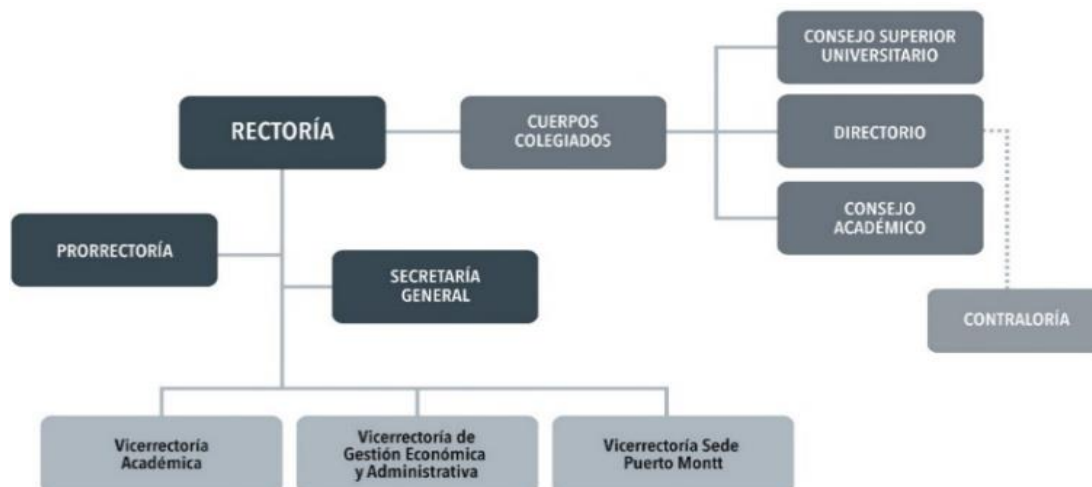 CONSEJO SUPERIOR
UNIVERSITARIO
RECTORÍA
CUERPOS
COLEGIADOS
DIRECTORIO
CONSEJO
ACADÉMICO
PRORRECTORÍA
SECRETARÍA
GENERAL
CONTRALORÍA
Vicerrectoría
Académica
Vicerrectoría de
Gestión Económica
y Administrativa
Vicerrectoría Sede
Puerto Montt